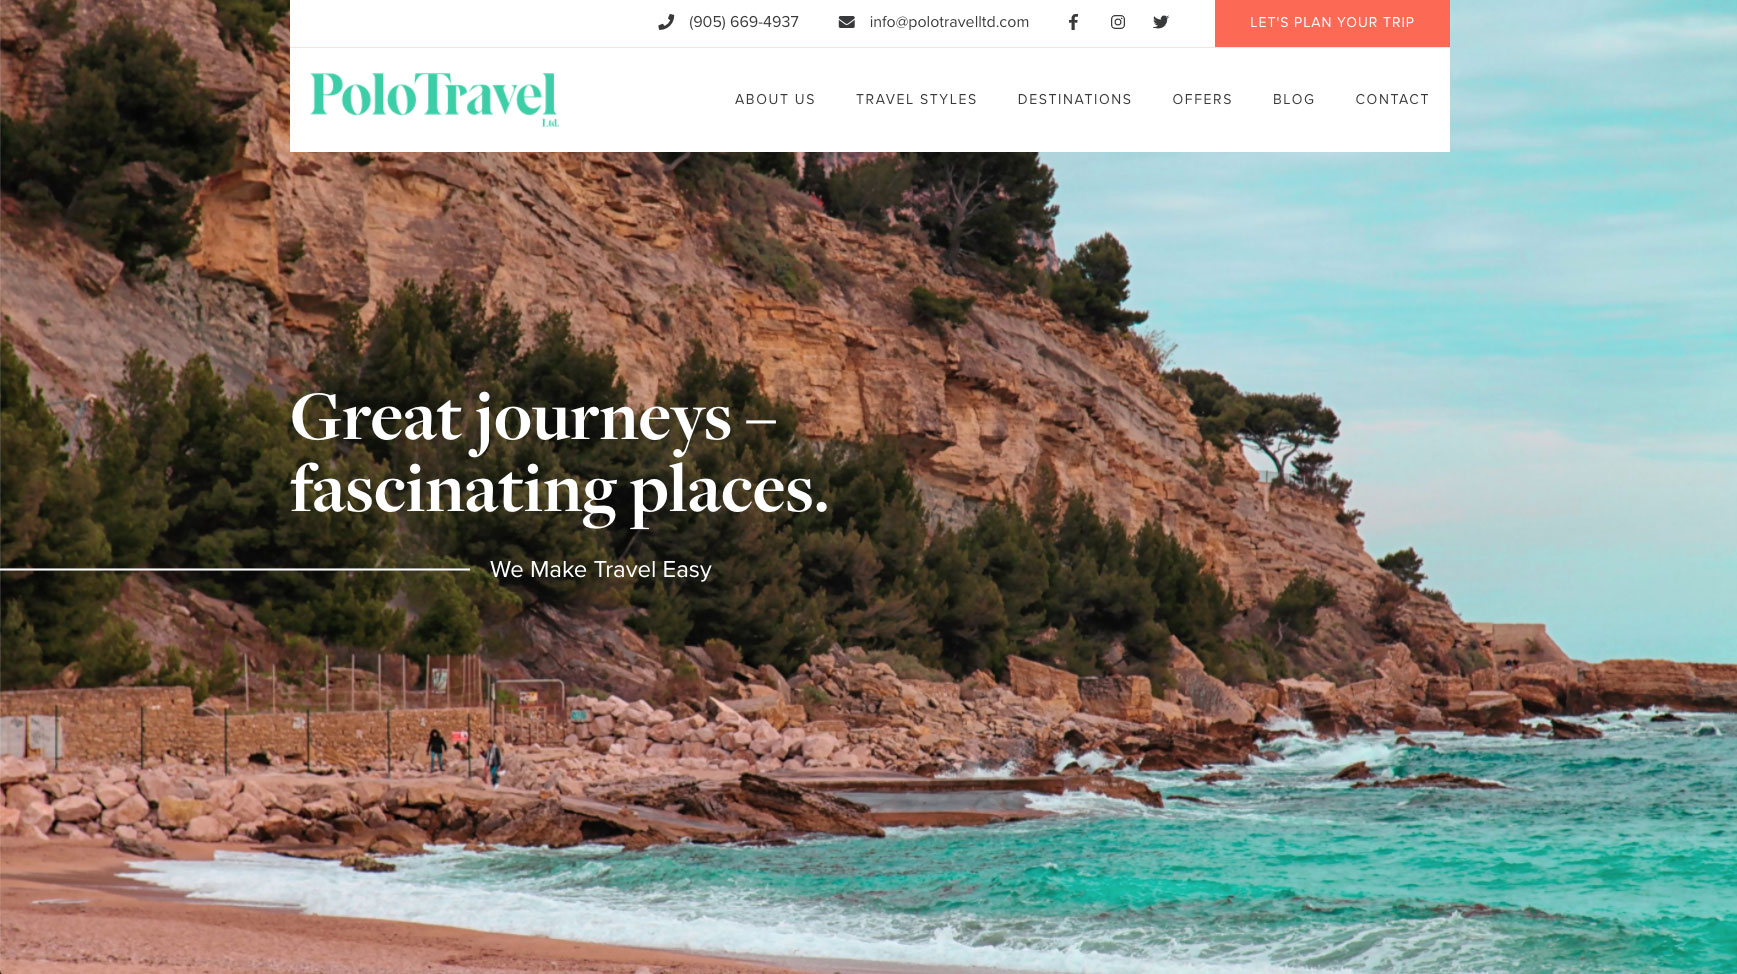 (905) 669-4937 info@polotravelltd.com LET'S PLAN YOUR TRIP
PoloTravel
Ltd.
ABOUT US TRAVEL STYLES DESTINATIONS OFFERS BLOG CONTACT
Great journeys –
fascinating places.
We Make Travel Easy